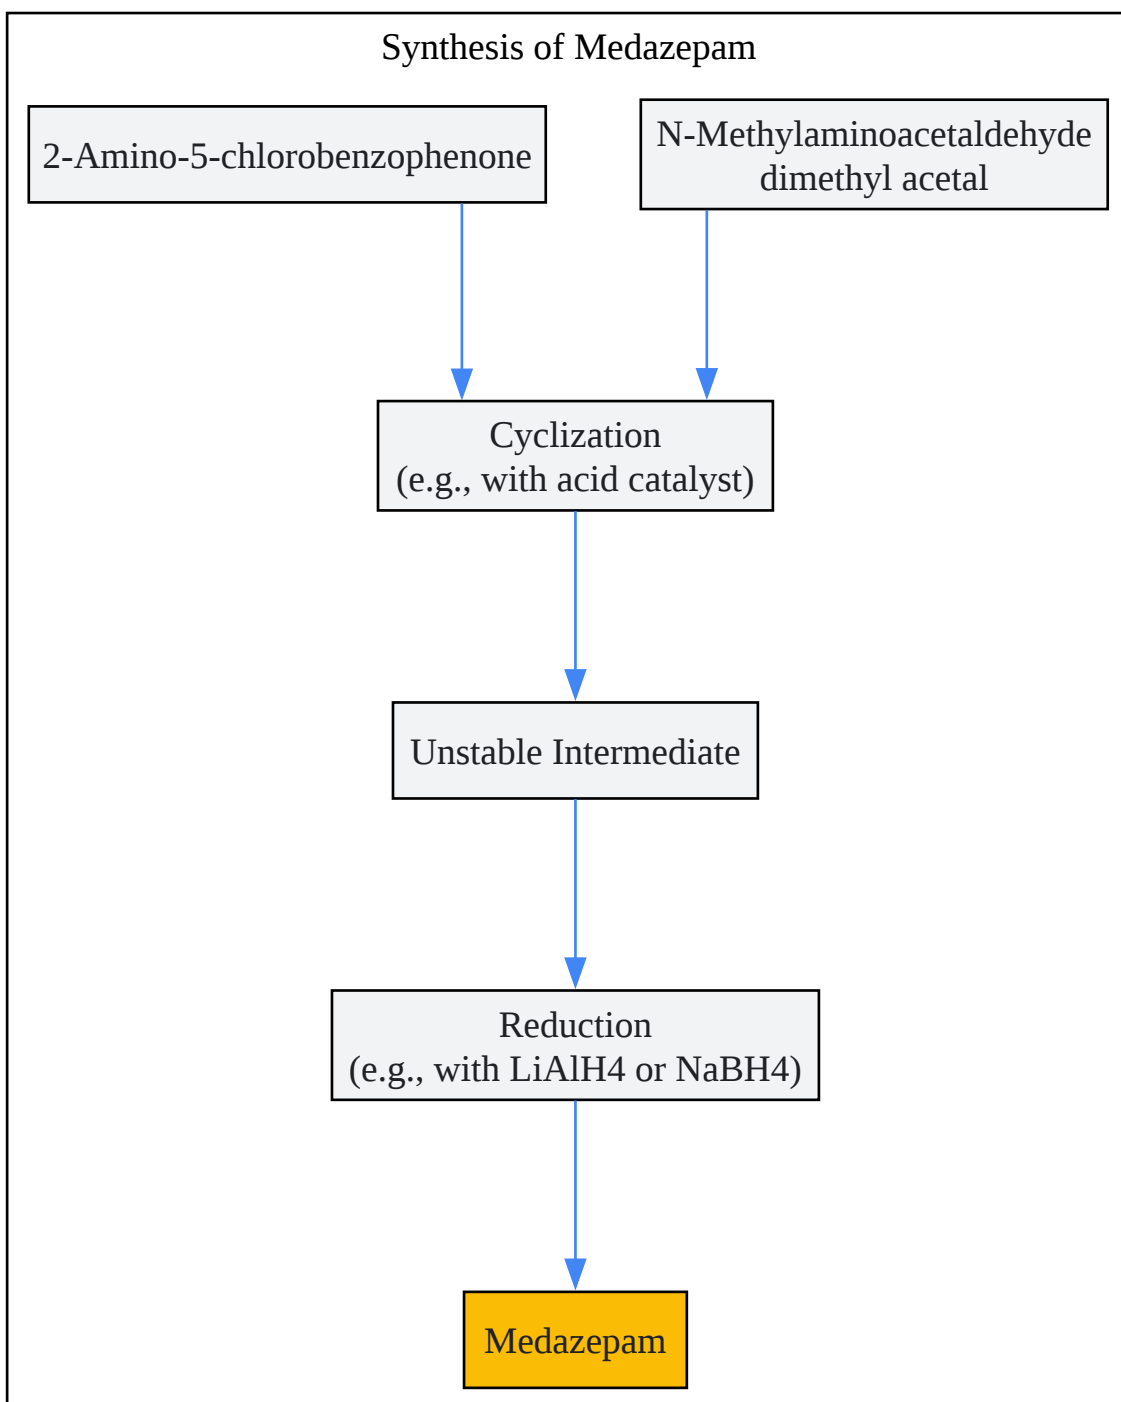 Synthesis of Medazepam
2-Amino-5-chlorobenzophenone
N-Methylaminoacetaldehyde
dimethyl acetal
Cyclization
(e.g., with acid catalyst)
Unstable Intermediate
Reduction
(e.g., with LiAlH4 or NaBH4)
Medazepam